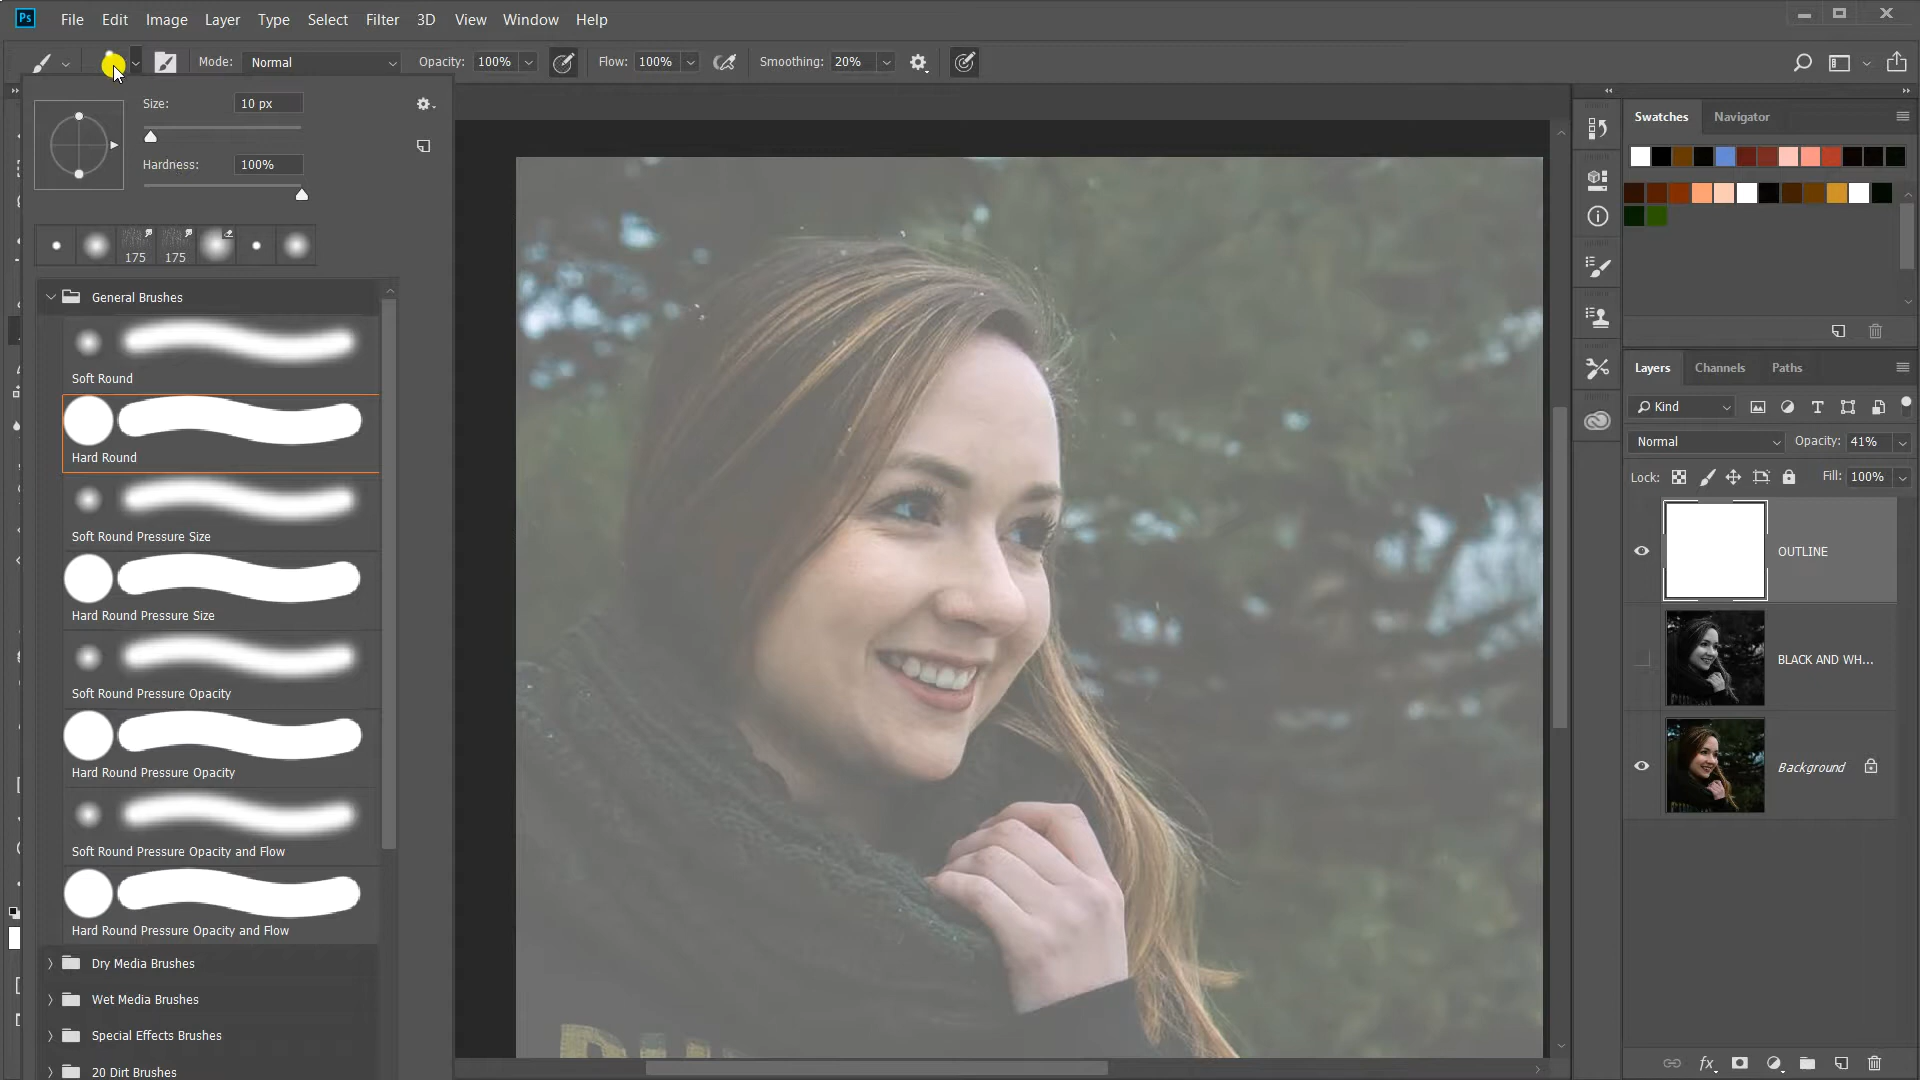 Ps File Edit Image Layer Type Select Filter 3D View Window Help
Mode: Normal Opacity: 100% Flow: 100% Smoothing: 20%
Size: 10 px
Hardness: 100%
175 175
General Brushes
Soft Round
Hard Round
Soft Round Pressure Size
Hard Round Pressure Size
Soft Round Pressure Opacity
Hard Round Pressure Opacity
Soft Round Pressure Opacity and Flow
Hard Round Pressure Opacity and Flow
Dry Media Brushes
Wet Media Brushes
Special Effects Brushes
20 Dirt Brushes
Swatches Navigator
Layers Channels Paths
Kind
Normal Opacity: 41%
Lock: Fill: 100%
OUTLINE
BLACK AND WH...
Background
fx